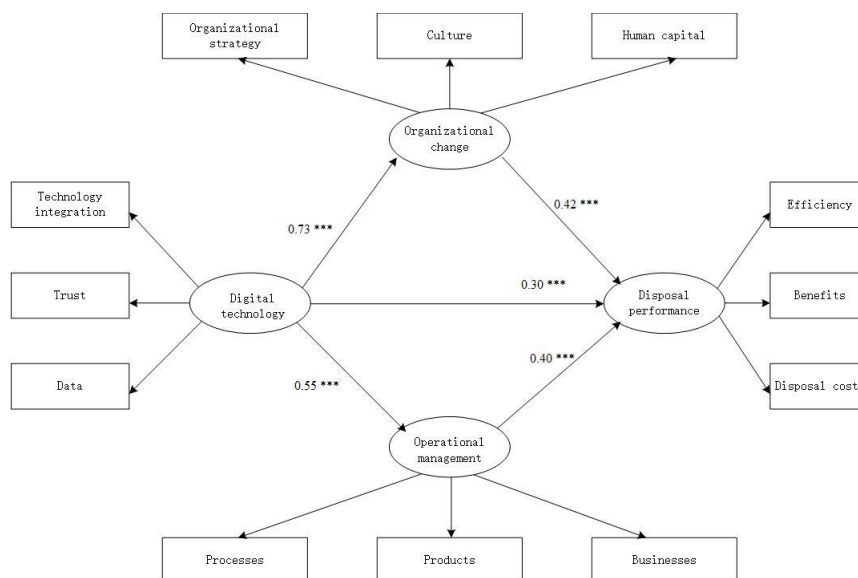 Organizational
strategy
Culture
Human capital
Organizational
change
Technology
integration
0.73 ***
0.42 ***
Efficiency
Trust
Digital
technology
0.30 ***
Disposal
performance
Benefits
Data
0.55 ***
0.40 ***
Disposal cost
Operational
management
Processes
Products
Businesses